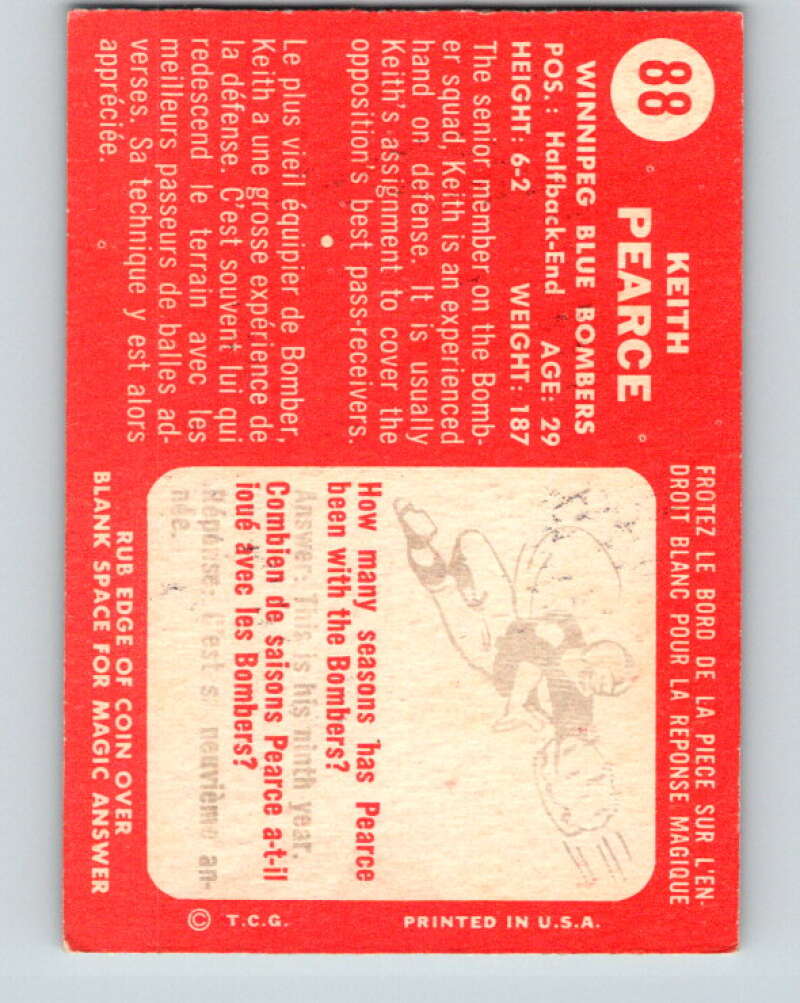 88
KEITH
PEARCE
WINNIPEG BLUE BOMBERS
POS.: Halfback-End AGE: 29
HEIGHT: 6-2 WEIGHT: 187
The senior member on the Bomb-
er squad, Keith is an experienced
hand on defense. It is usually
Keith's assignment to cover the
opposition's best pass-receivers.
Le plus vieil équipier de Bomber,
Keith a une grosse expérience de
la défense. C'est souvent lui qui
redescend le terrain avec les
meilleurs passeurs de balles ad-
verses. Sa technique y est alors
appréciée.
FROTEZ LE BORD DE LA PIECE SUR L'EN-
DROIT BLANC POUR LA REPONSE MAGIQUE
How many seasons has Pearce
been with the Bombers?
Answer: This is his ninth year.
Combien de saisons Pearce a-t-il
joué avec les Bombers?
Réponse: C'est sa neuvième an-
née.
RUB EDGE OF COIN OVER
BLANK SPACE FOR MAGIC ANSWER
© T.C.G. PRINTED IN U.S.A.